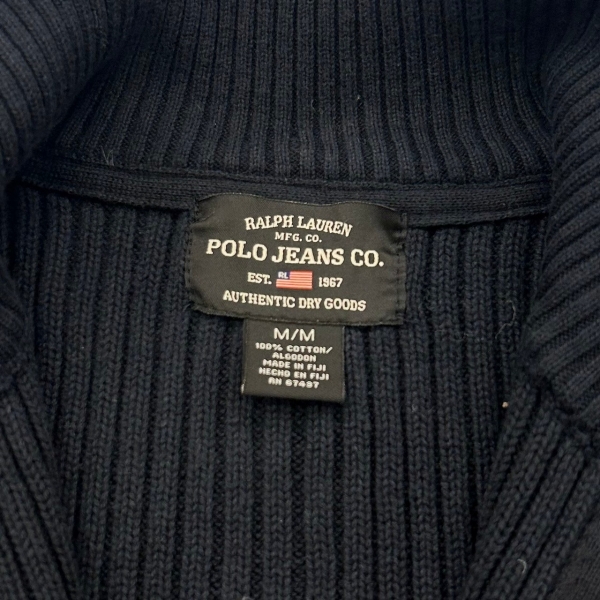 RALPH LAUREN
MFG. CO.
POLO JEANS CO.
EST. RL 1967
AUTHENTIC DRY GOODS
M/M
100% COTTON/
ALGODON
MADE IN FIJI
HECHO EN FIJI
RN 67497